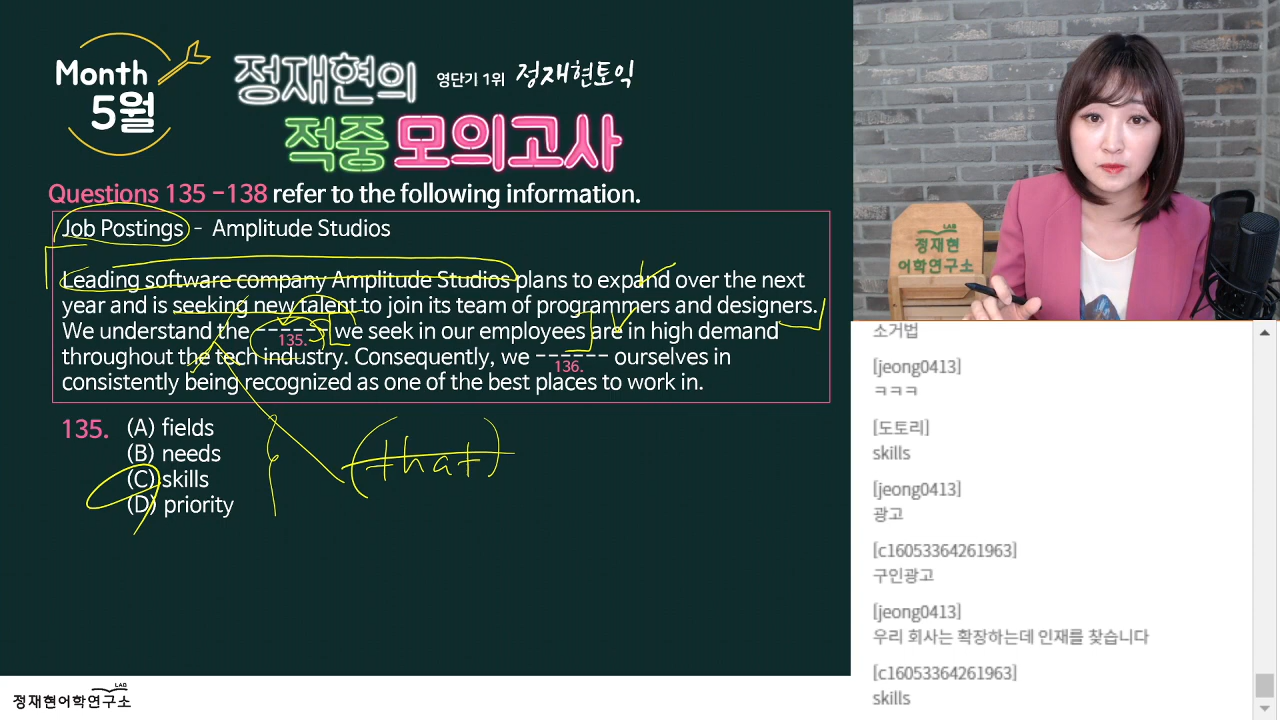 Month
5월
정재현의
영단기 1위 정재현토익
적중 모의고사
Questions 135 -138 refer to the following information.
Job Postings - Amplitude Studios
Leading software company Amplitude Studios plans to expand over the next
year and is seeking new talent to join its team of programmers and designers.
We understand the ------ we seek in our employees are in high demand
135.
throughout the tech industry. Consequently, we ------ ourselves in
136.
consistently being recognized as one of the best places to work in.
135. (A) fields
(B) needs
(C) skills
(D) priority
(that)
LAB
정재현어학연구소
LAB
정재현
어학연구소
소거법
[jeong0413]
ㅋㅋㅋ
[도토리]
skills
[jeong0413]
광고
[c16053364261963]
구인광고
[jeong0413]
우리 회사는 확장하는데 인재를 찾습니다
[c16053364261963]
skills